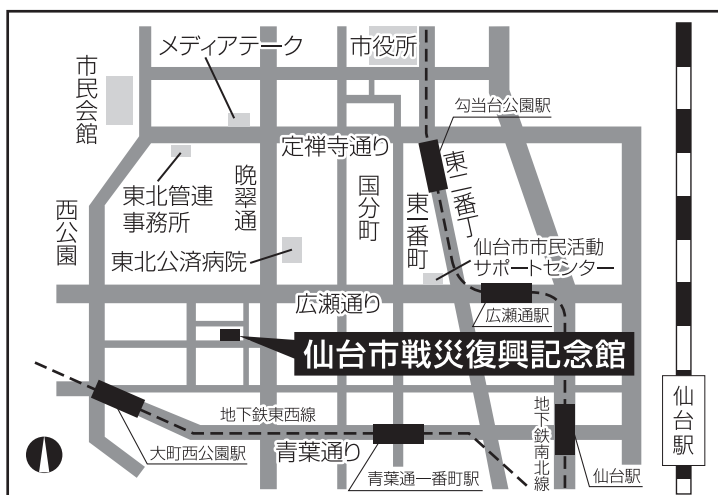 メディアテーク
市役所
市民会館
勾当台公園駅
定禅寺通り
東北管連
事務所
晩翠通
国分町
東一番町
東二番丁
西公園
東北公済病院
仙台市市民活動
サポートセンター
広瀬通り
広瀬通駅
仙台市戦災復興記念館
仙台駅
地下鉄東西線
地下鉄南北線
大町西公園駅
青葉通り
青葉通一番町駅
仙台駅